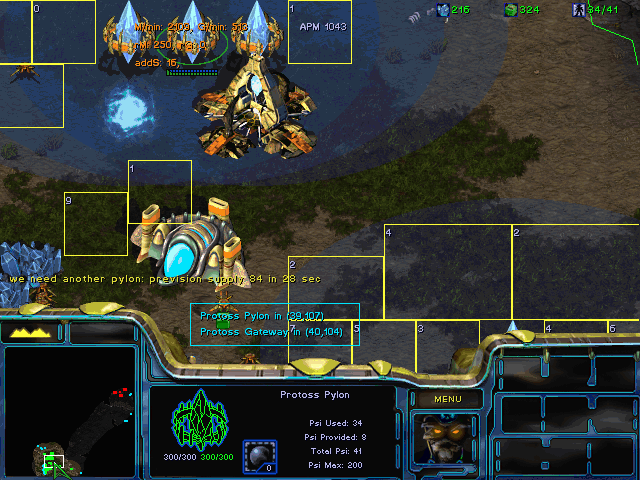 0
1
APM 1043
216
324
34/41
addS: 16,
1
9
4
2
2
we need another pylon: prevision supply 84 in 28 sec
Protoss Pylon in (39,107)
Protoss Gateway in (40,104)
7
5
3
4
6
Protoss Pylon
MENU
Psi Used: 34
Psi Provided: 8
Total Psi: 41
Psi Max: 200
300/300 300/300
0